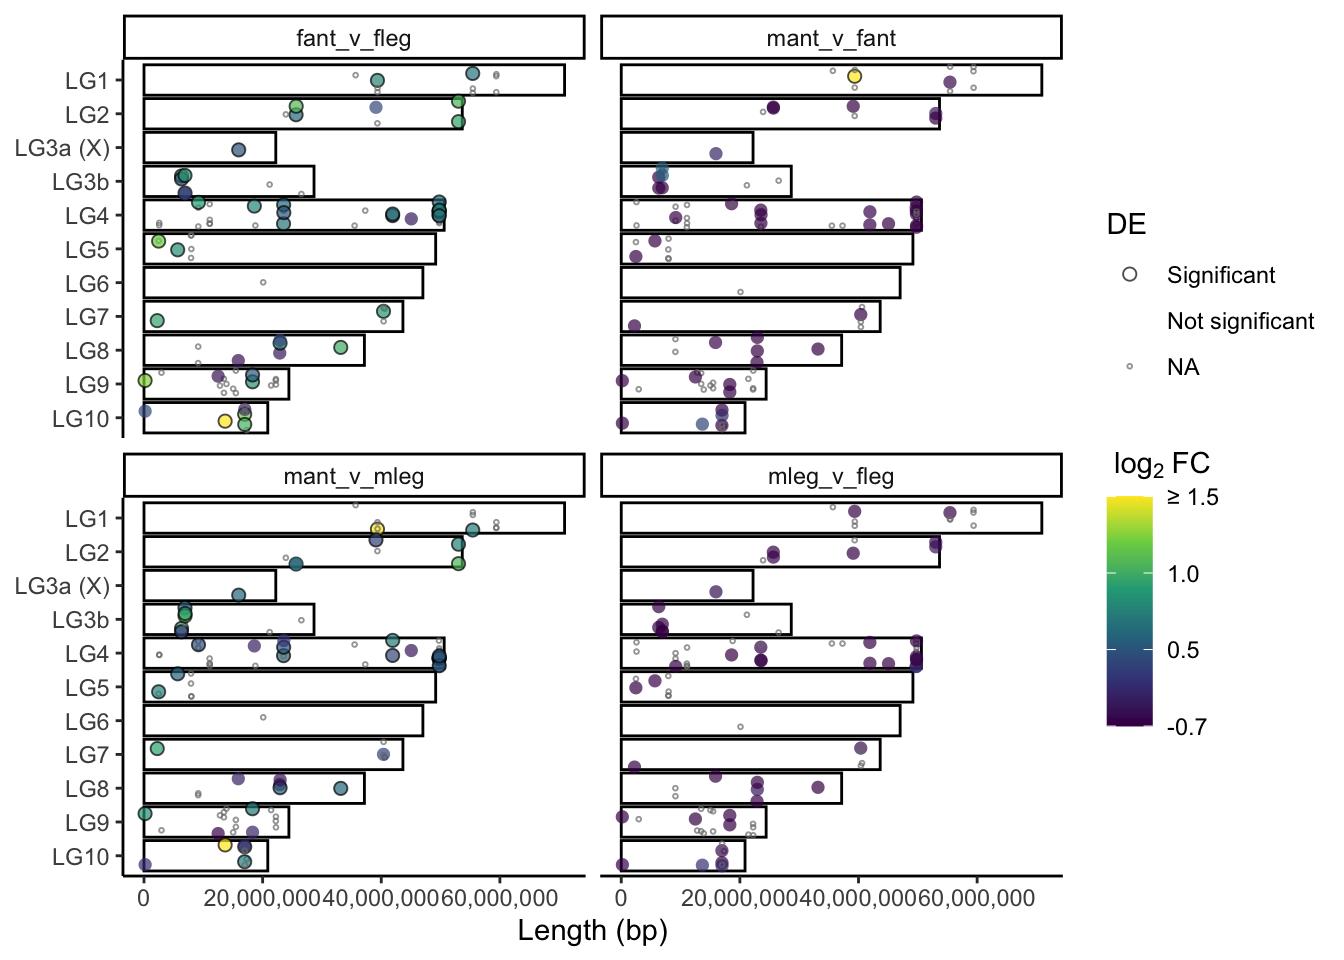 fant_v_fleg
mant_v_fant
LG1
LG2
LG3a (X)
LG3b
LG4
LG5
LG6
LG7
LG8
LG9
LG10
mant_v_mleg
mleg_v_fleg
LG1
LG2
LG3a (X)
LG3b
LG4
LG5
LG6
LG7
LG8
LG9
LG10
0 20,000,000 40,000,000 60,000,000
0 20,000,000 40,000,000 60,000,000
Length (bp)
DE
Significant
Not significant
NA
log₂ FC
≥ 1.5
1.0
0.5
-0.7